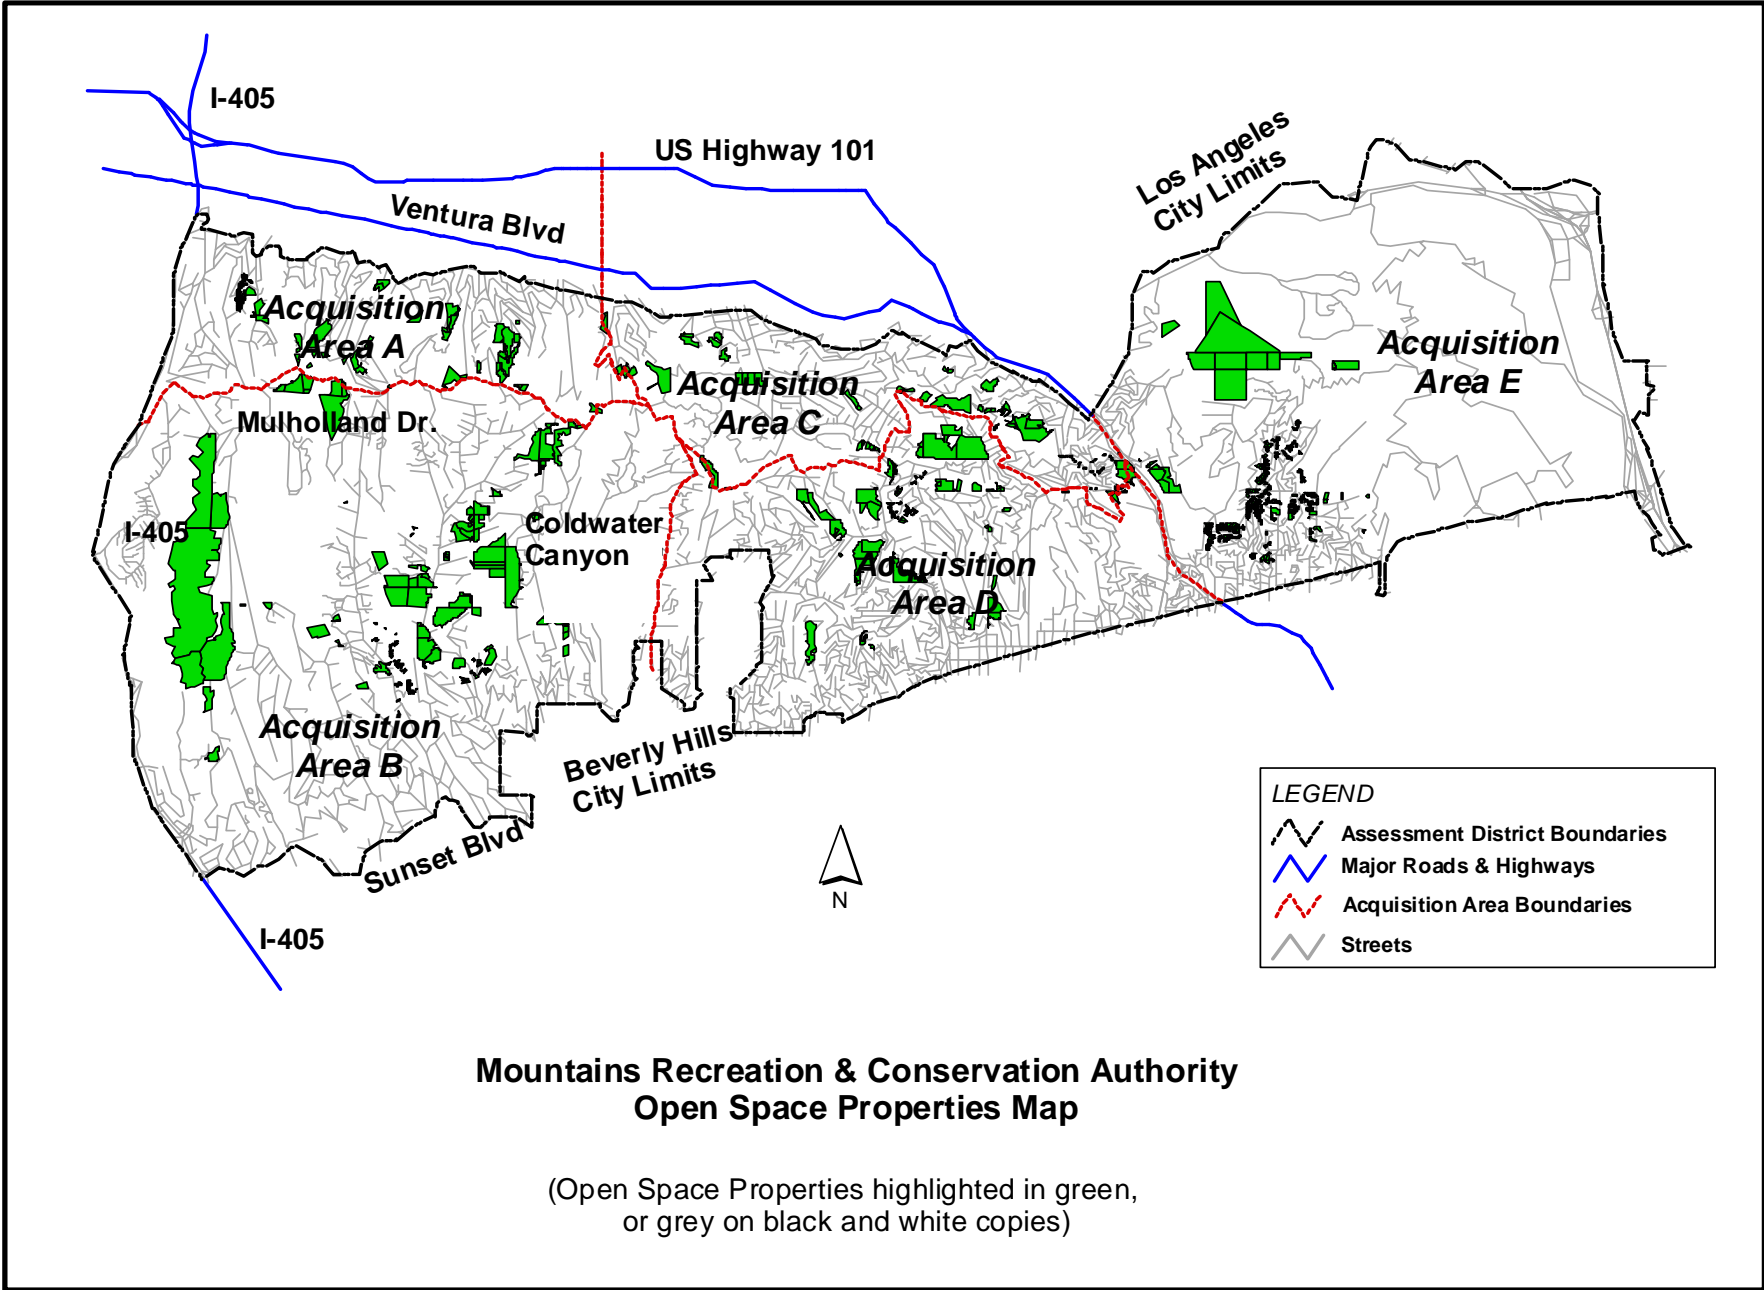 I-405
US Highway 101
Los Angeles
City Limits
Ventura Blvd
Acquisition
Area A
Acquisition
Area E
Acquisition
Area C
Mulholland Dr.
I-405
Coldwater
Canyon
Acquisition
Area D
Acquisition
Area B
Beverly Hills
City Limits
Sunset Blvd
I-405
N
LEGEND
Assessment District Boundaries
Major Roads & Highways
Acquisition Area Boundaries
Streets
Mountains Recreation & Conservation Authority
Open Space Properties Map
(Open Space Properties highlighted in green,
or grey on black and white copies)